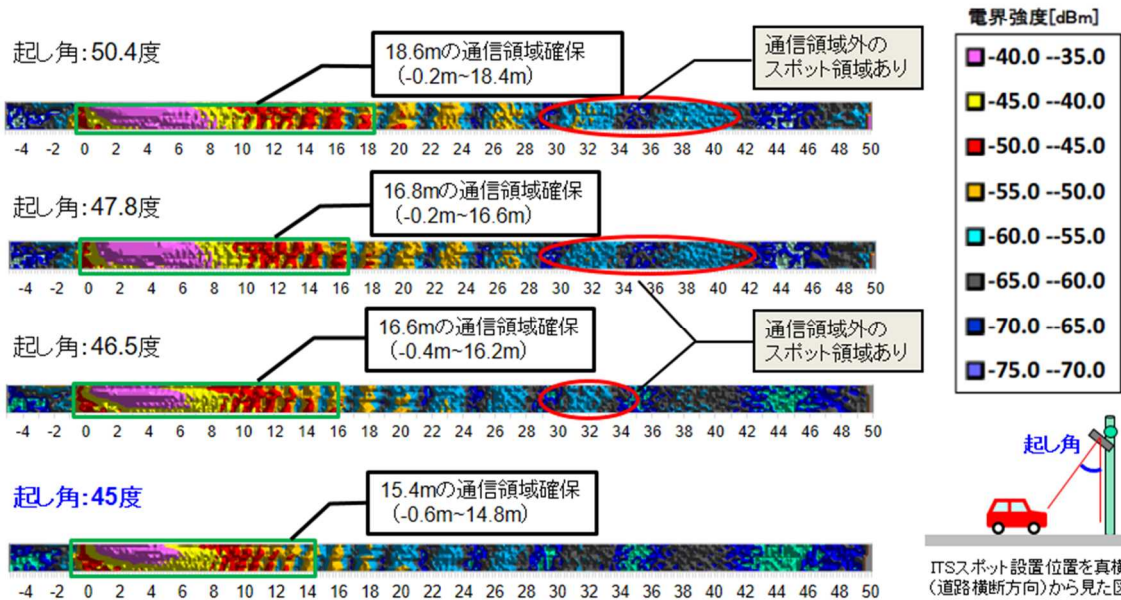 起し角:50.4度
18.6mの通信領域確保
(-0.2m~18.4m)
通信領域外の
スポット領域あり
-4 -2 0 2 4 6 8 10 12 14 16 18 20 22 24 26 28 30 32 34 36 38 40 42 44 46 48 50
起し角:47.8度
16.8mの通信領域確保
(-0.2m~16.6m)
-4 -2 0 2 4 6 8 10 12 14 16 18 20 22 24 26 28 30 32 34 36 38 40 42 44 46 48 50
起し角:46.5度
16.6mの通信領域確保
(-0.4m~16.2m)
通信領域外の
スポット領域あり
-4 -2 0 2 4 6 8 10 12 14 16 18 20 22 24 26 28 30 32 34 36 38 40 42 44 46 48 50
起し角:45度
15.4mの通信領域確保
(-0.6m~14.8m)
-4 -2 0 2 4 6 8 10 12 14 16 18 20 22 24 26 28 30 32 34 36 38 40 42 44 46 48 50
電界強度[dBm]
-40.0 --35.0
-45.0 --40.0
-50.0 --45.0
-55.0 --50.0
-60.0 --55.0
-65.0 --60.0
-70.0 --65.0
-75.0 --70.0
起し角
ITSスポット設置位置を真横
(道路横断方向)から見た図